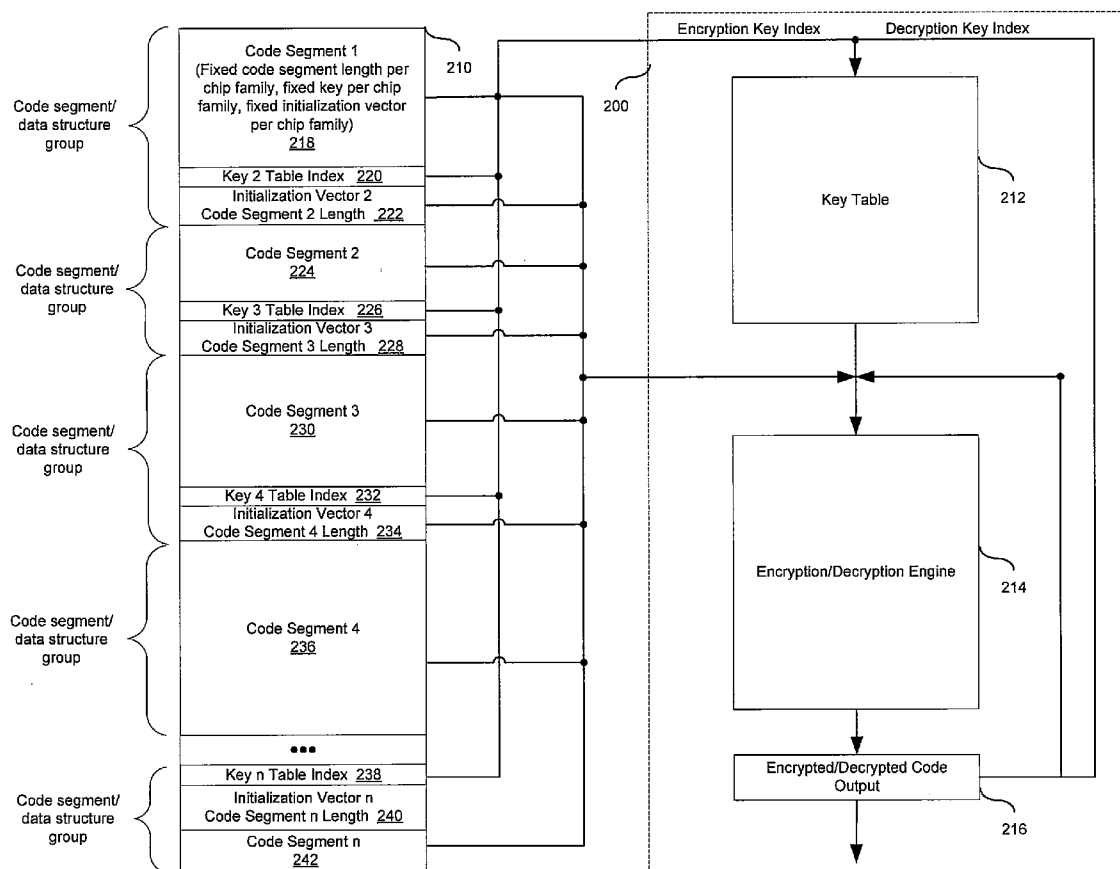 Encryption Key Index
Decryption Key Index
200
210
Code segment/
data structure
group
Code Segment 1
(Fixed code segment length per
chip family, fixed key per chip
family, fixed initialization vector
per chip family)
218
Key 2 Table Index 220
Initialization Vector 2
Code Segment 2 Length 222
Code segment/
data structure
group
Code Segment 2
224
Key 3 Table Index 226
Initialization Vector 3
Code Segment 3 Length 228
Code segment/
data structure
group
Code Segment 3
230
Key 4 Table Index 232
Initialization Vector 4
Code Segment 4 Length 234
Code segment/
data structure
group
Code Segment 4
236
•••
Code segment/
data structure
group
Key n Table Index 238
Initialization Vector n
Code Segment n Length 240
Code Segment n
242
Key Table
212
Encryption/Decryption Engine
214
Encrypted/Decrypted Code
Output
216